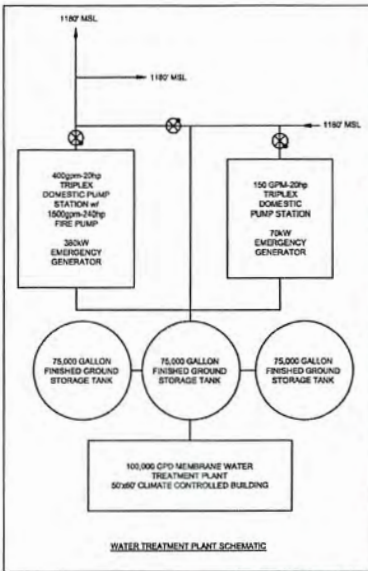 1180' MSL
1180' MSL
1180' MSL
400gpm-20hp
TRIPLEX
DOMESTIC PUMP
STATION w/
1500gpm-240hp
FIRE PUMP
380kW
EMERGENCY
GENERATOR
150 GPM-20hp
TRIPLEX
DOMESTIC
PUMP STATION
70kW
EMERGENCY
GENERATOR
75,000 GALLON
FINISHED GROUND
STORAGE TANK
75,000 GALLON
FINISHED GROUND
STORAGE TANK
75,000 GALLON
FINISHED GROUND
STORAGE TANK
100,000 GPD MEMBRANE WATER
TREATMENT PLANT
50'x60' CLIMATE CONTROLLED BUILDING
WATER TREATMENT PLANT SCHEMATIC